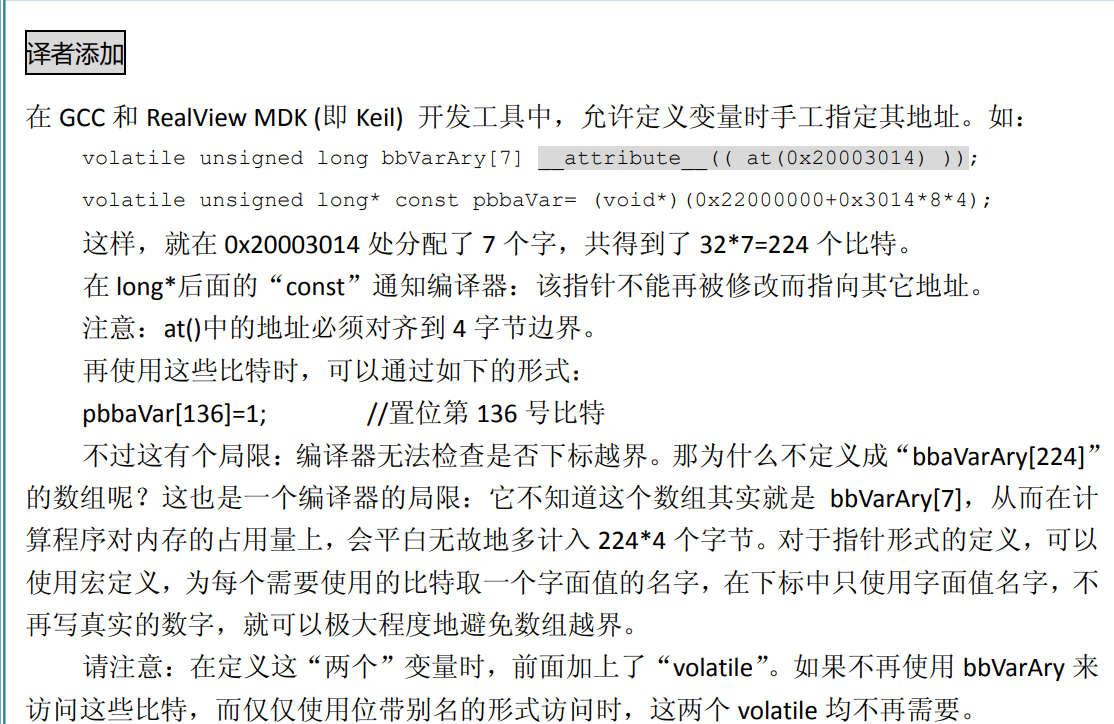 译者添加
在 GCC 和 RealView MDK (即 Keil) 开发工具中，允许定义变量时手工指定其地址。如：
volatile unsigned long bbVarAry[7] __attribute__(( at(0x20003014) ));
volatile unsigned long* const pbbaVar= (void*)(0x22000000+0x3014*8*4);
这样，就在 0x20003014 处分配了 7 个字，共得到了 32*7=224 个比特。
在 long*后面的“const”通知编译器：该指针不能再被修改而指向其它地址。
注意：at()中的地址必须对齐到 4 字节边界。
再使用这些比特时，可以通过如下的形式：
pbbaVar[136]=1; //置位第 136 号比特
不过这有个局限：编译器无法检查是否下标越界。那为什么不定义成“bbaVarAry[224]”
的数组呢？这也是一个编译器的局限：它不知道这个数组其实就是 bbVarAry[7]，从而在计
算程序对内存的占用量上，会平白无故地多计入 224*4 个字节。对于指针形式的定义，可以
使用宏定义，为每个需要使用的比特取一个字面值的名字，在下标中只使用字面值名字，不
再写真实的数字，就可以极大程度地避免数组越界。
请注意：在定义这“两个”变量时，前面加上了“volatile”。如果不再使用 bbVarAry 来
访问这些比特，而仅仅使用位带别名的形式访问时，这两个 volatile 均不再需要。